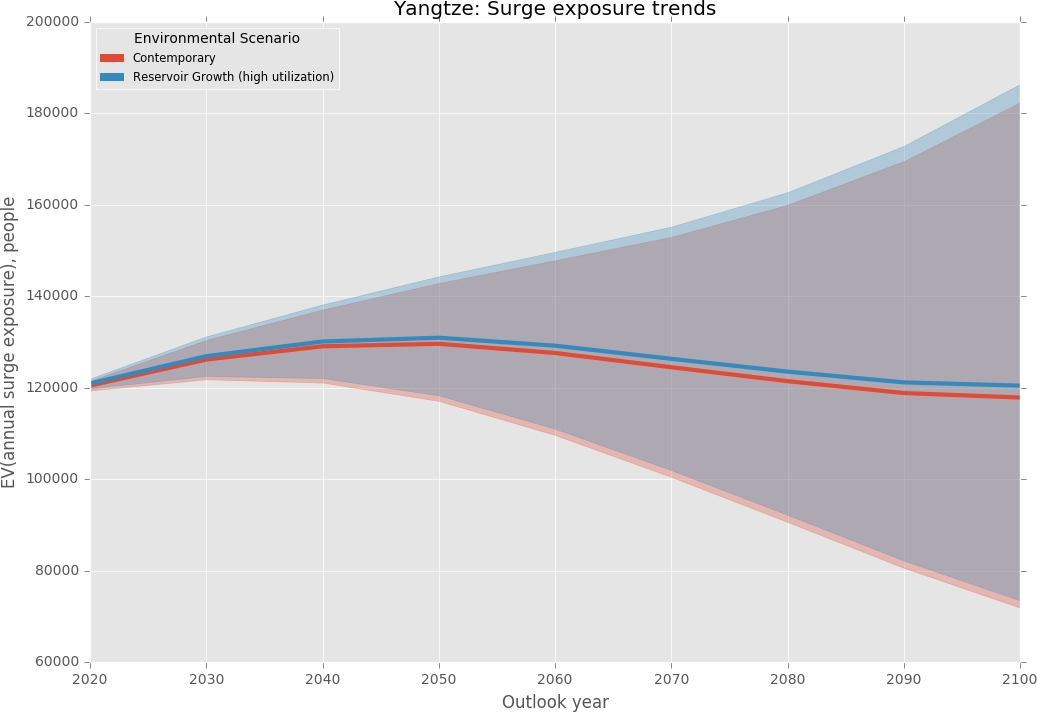 Yangtze: Surge exposure trends
200000
180000
160000
140000
120000
100000
80000
60000
EV(annual surge exposure), people
Environmental Scenario
Contemporary
Reservoir Growth (high utilization)
2020 2030 2040 2050 2060 2070 2080 2090 2100
Outlook year